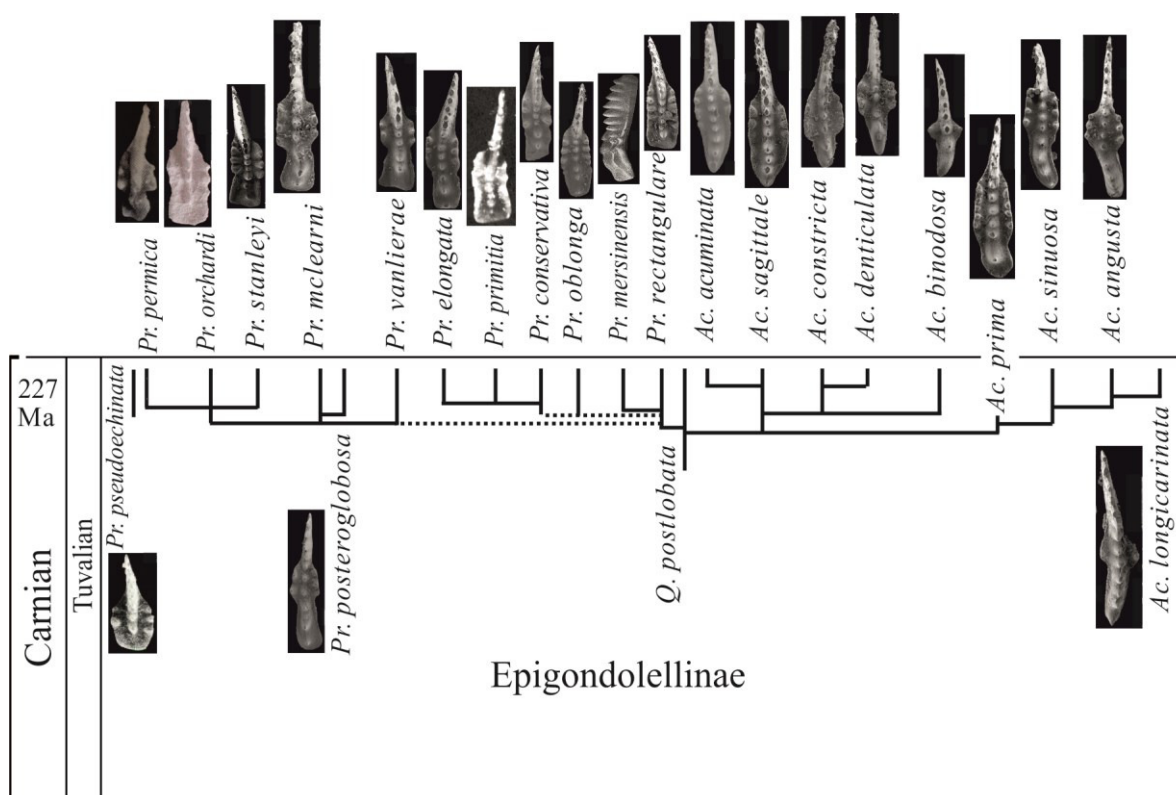 Pr. permica
Pr. orchardi
Pr. stanleyi
Pr. mclearni
Pr. vanlierae
Pr. elongata
Pr. primitia
Pr. conservativa
Pr. oblonga
Pr. mersinensis
Pr. rectangulare
Ac. acuminata
Ac. sagittale
Ac. constricta
Ac. denticulata
Ac. binodosa
Ac. prima
Ac. sinuosa
Ac. angusta
227
Ma
Carnian
Tuvalian
Pr. pseudoechinata
Pr. posteroglobosa
Q. postlobata
Ac. longicarinata
Epigondolellinae